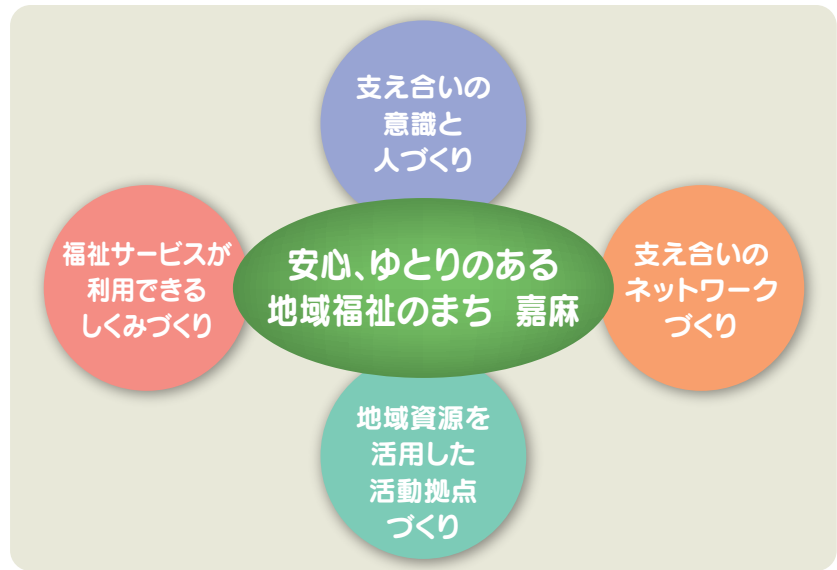 支え合いの
意識と
人づくり
福祉サービスが
利用できる
しくみづくり
安心、ゆとりのある
地域福祉のまち　嘉麻
支え合いの
ネットワーク
づくり
地域資源を
活用した
活動拠点
づくり